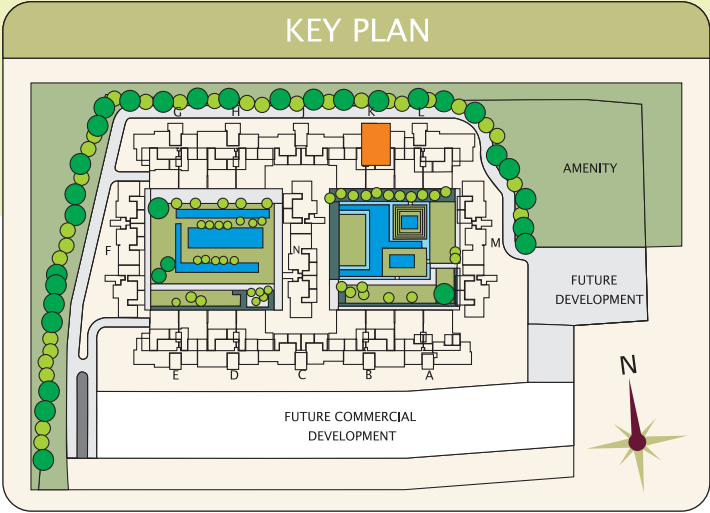 KEY PLAN
G H J K L
AMENITY
F N M
FUTURE
DEVELOPMENT
E D C B A
N
FUTURE COMMERCIAL
DEVELOPMENT